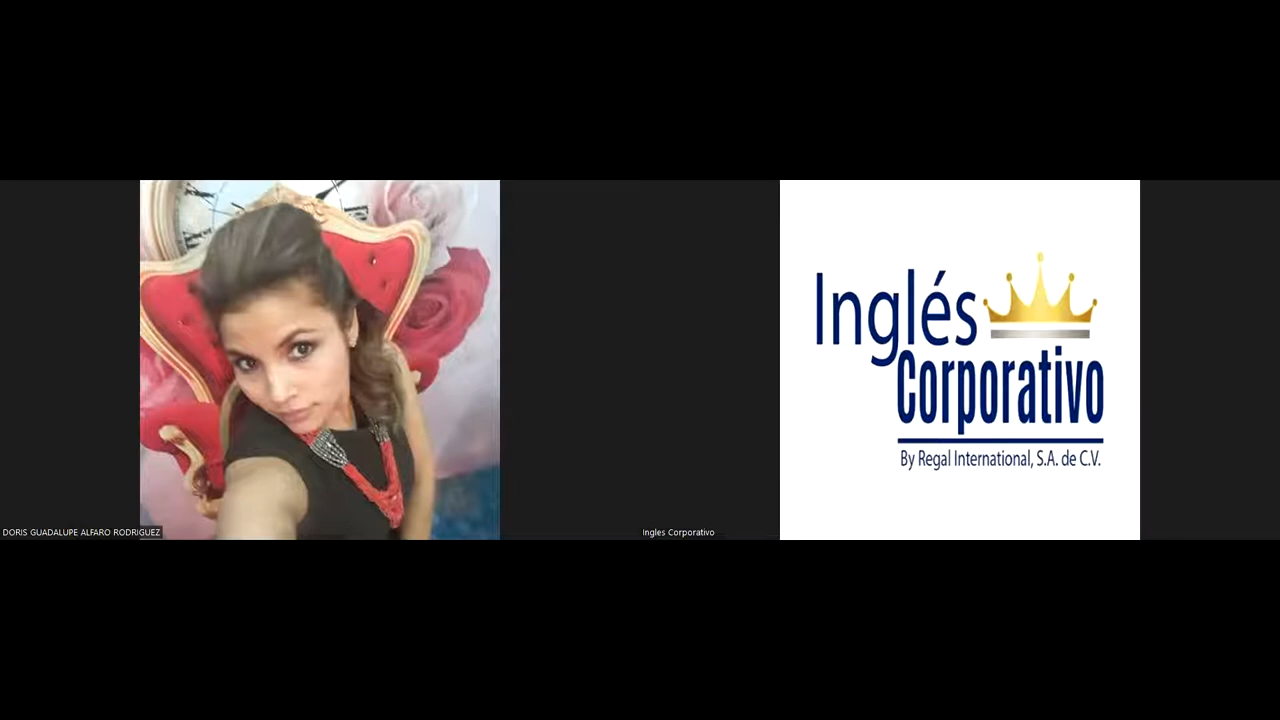 Inglés
Corporativo
By Regal International, S.A. de C.V.
DORIS GUADALUPE ALFARO RODRIGUEZ
Ingles Corporativo